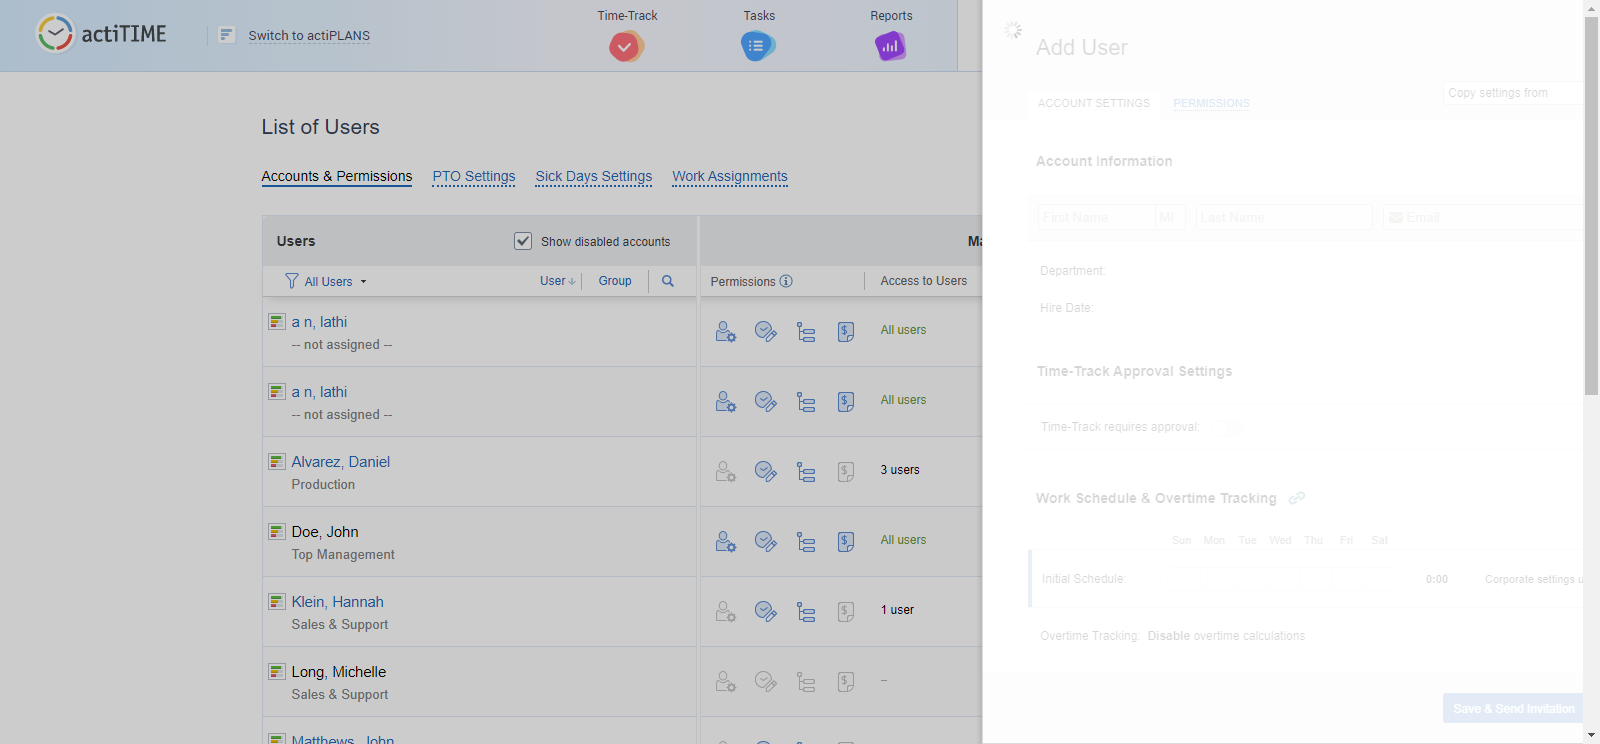 actiTIME
Switch to actiPLANS
Time-Track
Tasks
Reports
List of Users
Accounts & Permissions
PTO Settings
Sick Days Settings
Work Assignments
Users
Show disabled accounts
All Users
User
Group
Permissions
Access to Users
a n, lathi
-- not assigned --
All users
a n, lathi
-- not assigned --
All users
Alvarez, Daniel
Production
3 users
Doe, John
Top Management
All users
Klein, Hannah
Sales & Support
1 user
Long, Michelle
Sales & Support
–
Matthews, John
Add User
Copy settings from
ACCOUNT SETTINGS
PERMISSIONS
Account Information
First Name
MI
Last Name
Email
Department:
Hire Date:
Time-Track Approval Settings
Time-Track requires approval:
Work Schedule & Overtime Tracking
Sun Mon Tue Wed Thu Fri Sat
Initial Schedule:
0:00
Corporate settings u
Overtime Tracking: Disable overtime calculations
Save & Send Invitation